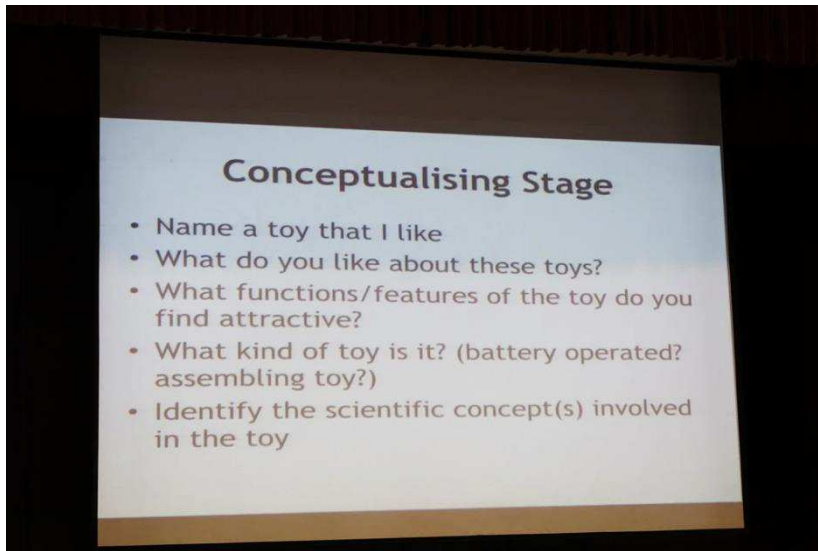 Conceptualising Stage
• Name a toy that I like
• What do you like about these toys?
• What functions/features of the toy do you
find attractive?
• What kind of toy is it? (battery operated?
assembling toy?)
• Identify the scientific concept(s) involved
in the toy